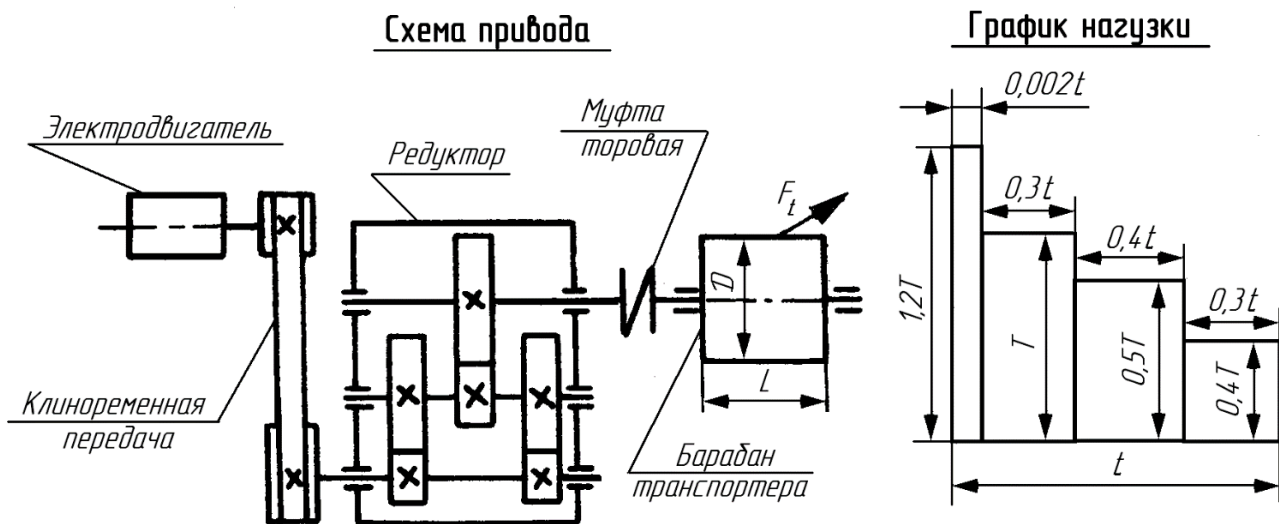 Схема привода
График нагузки
Электродвигатель
Редуктор
Муфта
торовая
Клиноременная
передача
Барабан
транспортера
Ft
D
L
0,002t
0,3t
0,4t
0,3t
1,2T
T
0,5T
0,4T
t